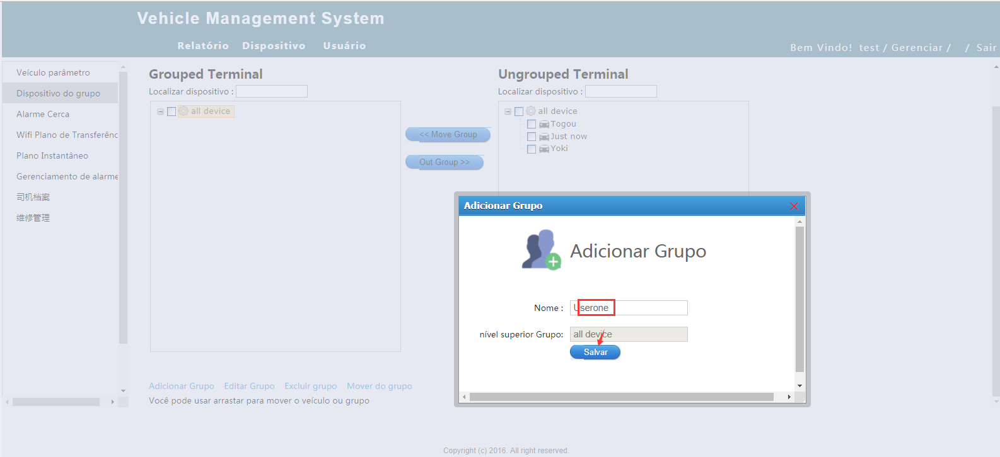 Vehicle Management System
Relatório Dispositivo Usuário
Bem Vindo! test / Gerenciar / / Sair
Veículo parâmetro
Dispositivo do grupo
Alarme Cerca
Wifi Plano de Transferênc
Plano Instantâneo
Gerenciamento de alarme
司机档案
维修管理
Grouped Terminal
Localizar dispositivo :
all device
<< Move Group
Out Group >>
Ungrouped Terminal
Localizar dispositivo :
all device
Togou
Just now
Yoki
Adicionar Grupo
Adicionar Grupo
Nome : Userone
nível superior Grupo: all device
Salvar
Adicionar Grupo Editar Grupo Excluir grupo Mover do grupo
Você pode usar arrastar para mover o veículo ou grupo
Copyright (c) 2016. All right reserved.